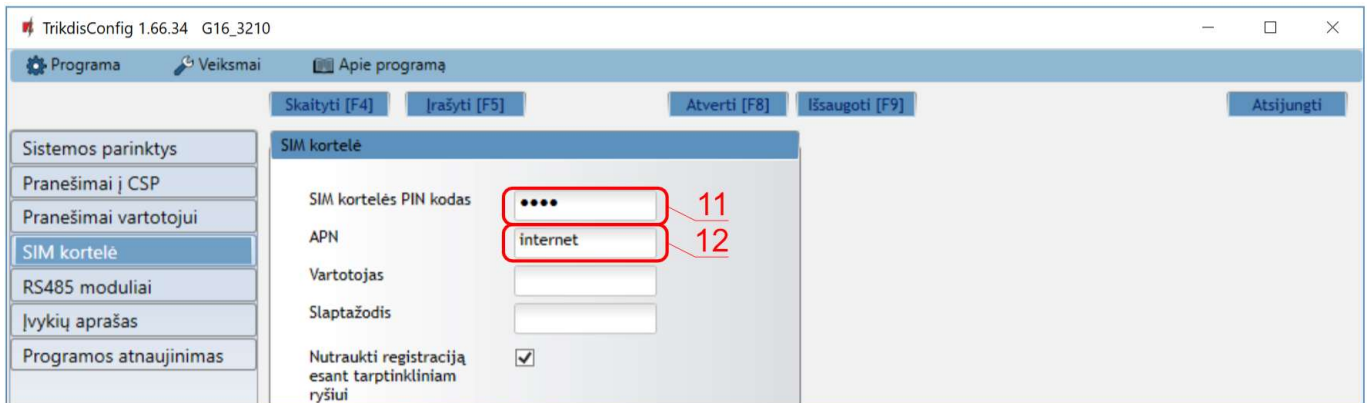 TrikdisConfig 1.66.34 G16_3210
Programa Veiksmai Apie programą
Skaityti [F4] Įrašyti [F5] Atverti [F8] Išsaugoti [F9] Atsijungti
Sistemos parinktys
Pranešimai į CSP
Pranešimai vartotojui
SIM kortelė
RS485 moduliai
Įvykių aprašas
Programos atnaujinimas
SIM kortelė
SIM kortelės PIN kodas •••• 11
APN internet 12
Vartotojas
Slaptažodis
Nutraukti registraciją
esant tarptinkliniam
ryšiui